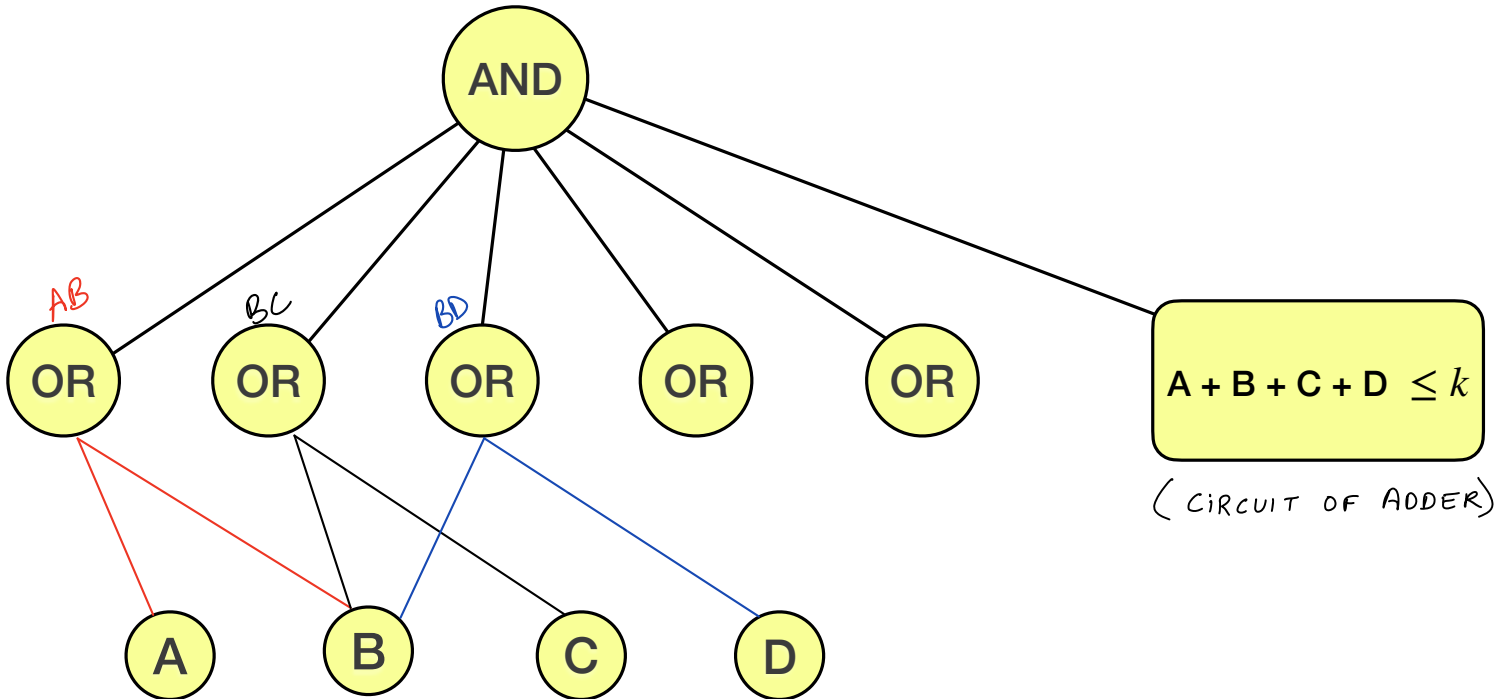 AND
AB
BC
BD
OR
OR
OR
OR
OR
A + B + C + D ≤ k
(CiRCUIT OF ADDER)
A
B
C
D